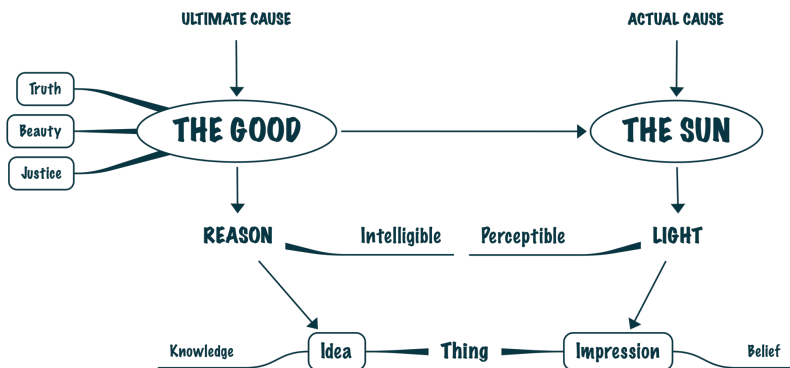 ULTIMATE CAUSE
ACTUAL CAUSE
Truth
Beauty
Justice
THE GOOD
THE SUN
REASON
Intelligible
Perceptible
LIGHT
Knowledge
Idea
Thing
Impression
Belief